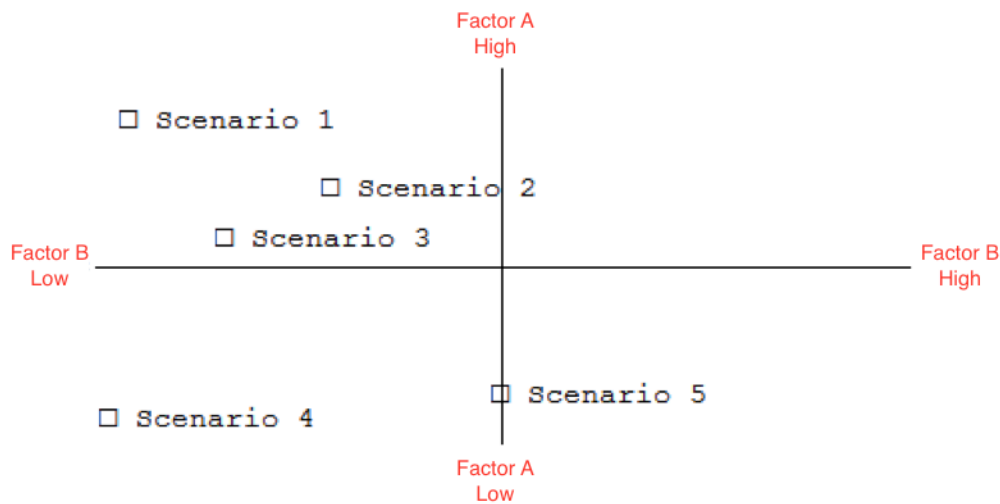 Factor A
High
Scenario 1
Scenario 2
Scenario 3
Factor B
Low
Factor B
High
Scenario 5
Scenario 4
Factor A
Low